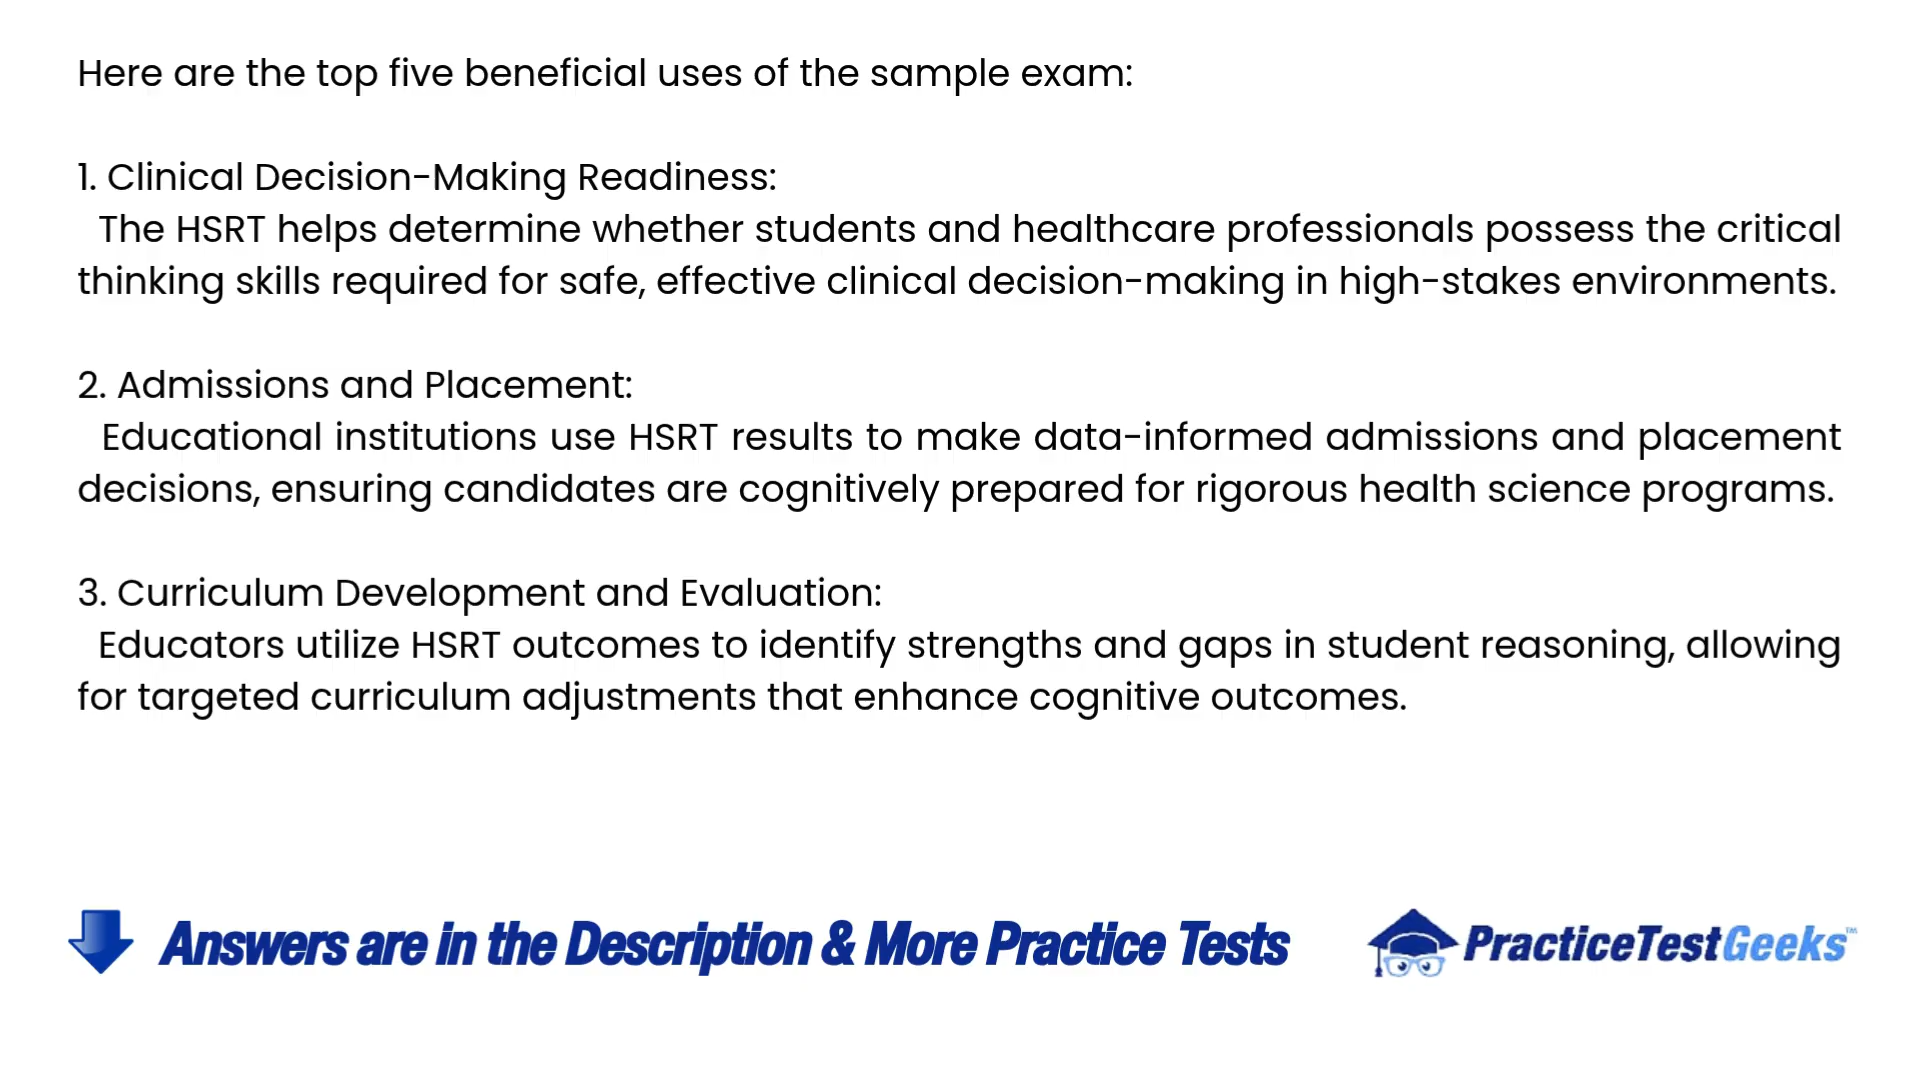 Here are the top five beneficial uses of the sample exam:
1. Clinical Decision-Making Readiness:
The HSRT helps determine whether students and healthcare professionals possess the critical
thinking skills required for safe, effective clinical decision-making in high-stakes environments.
2. Admissions and Placement:
Educational institutions use HSRT results to make data-informed admissions and placement
decisions, ensuring candidates are cognitively prepared for rigorous health science programs.
3. Curriculum Development and Evaluation:
Educators utilize HSRT outcomes to identify strengths and gaps in student reasoning, allowing
for targeted curriculum adjustments that enhance cognitive outcomes.
Answers are in the Description & More Practice Tests
PracticeTestGeeks™